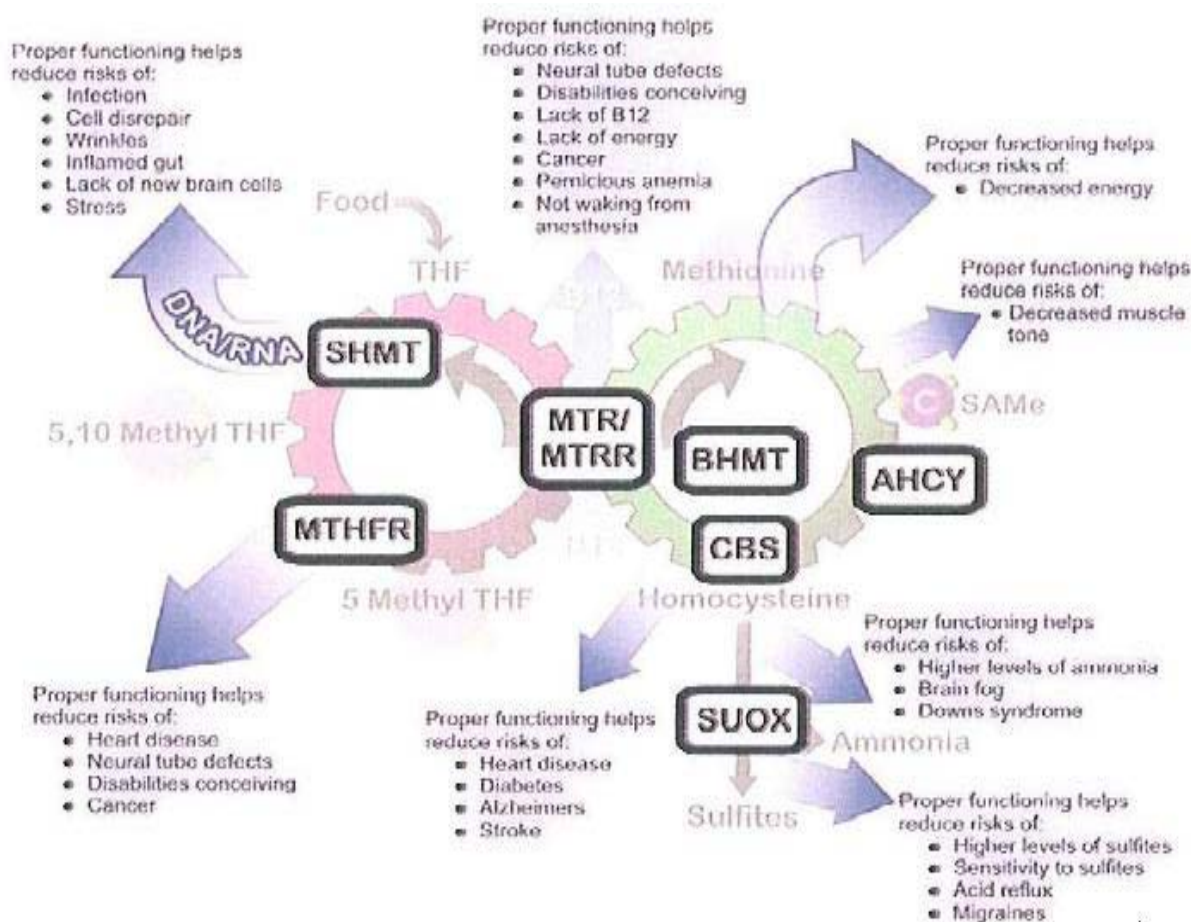 Proper functioning helps
reduce risks of:
• Infection
• Cell disrepair
• Wrinkles
• Inflamed gut
• Lack of new brain cells
• Stress
Proper functioning helps
reduce risks of:
• Neural tube defects
• Disabilities conceiving
• Lack of B12
• Lack of energy
• Cancer
• Pernicious anemia
• Not waking from
anesthesia
Proper functioning helps
reduce risks of:
• Decreased energy
Proper functioning helps
reduce risks of:
• Decreased muscle
tone
Food
THF
Methionine
DNA/RNA
SHMT
MTR/
MTRR
BHMT
SAMe
C
AHCY
5,10 Methyl THF
MTHFR
CBS
5 Methyl THF
Homocysteine
Proper functioning helps
reduce risks of:
• Heart disease
• Neural tube defects
• Disabilities conceiving
• Cancer
Proper functioning helps
reduce risks of:
• Heart disease
• Diabetes
• Alzheimers
• Stroke
Proper functioning helps
reduce risks of:
• Higher levels of ammonia
• Brain fog
• Downs syndrome
SUOX
Ammonia
Sulfites
Proper functioning helps
reduce risks of:
• Higher levels of sulfites
• Sensitivity to sulfites
• Acid reflux
• Migraines